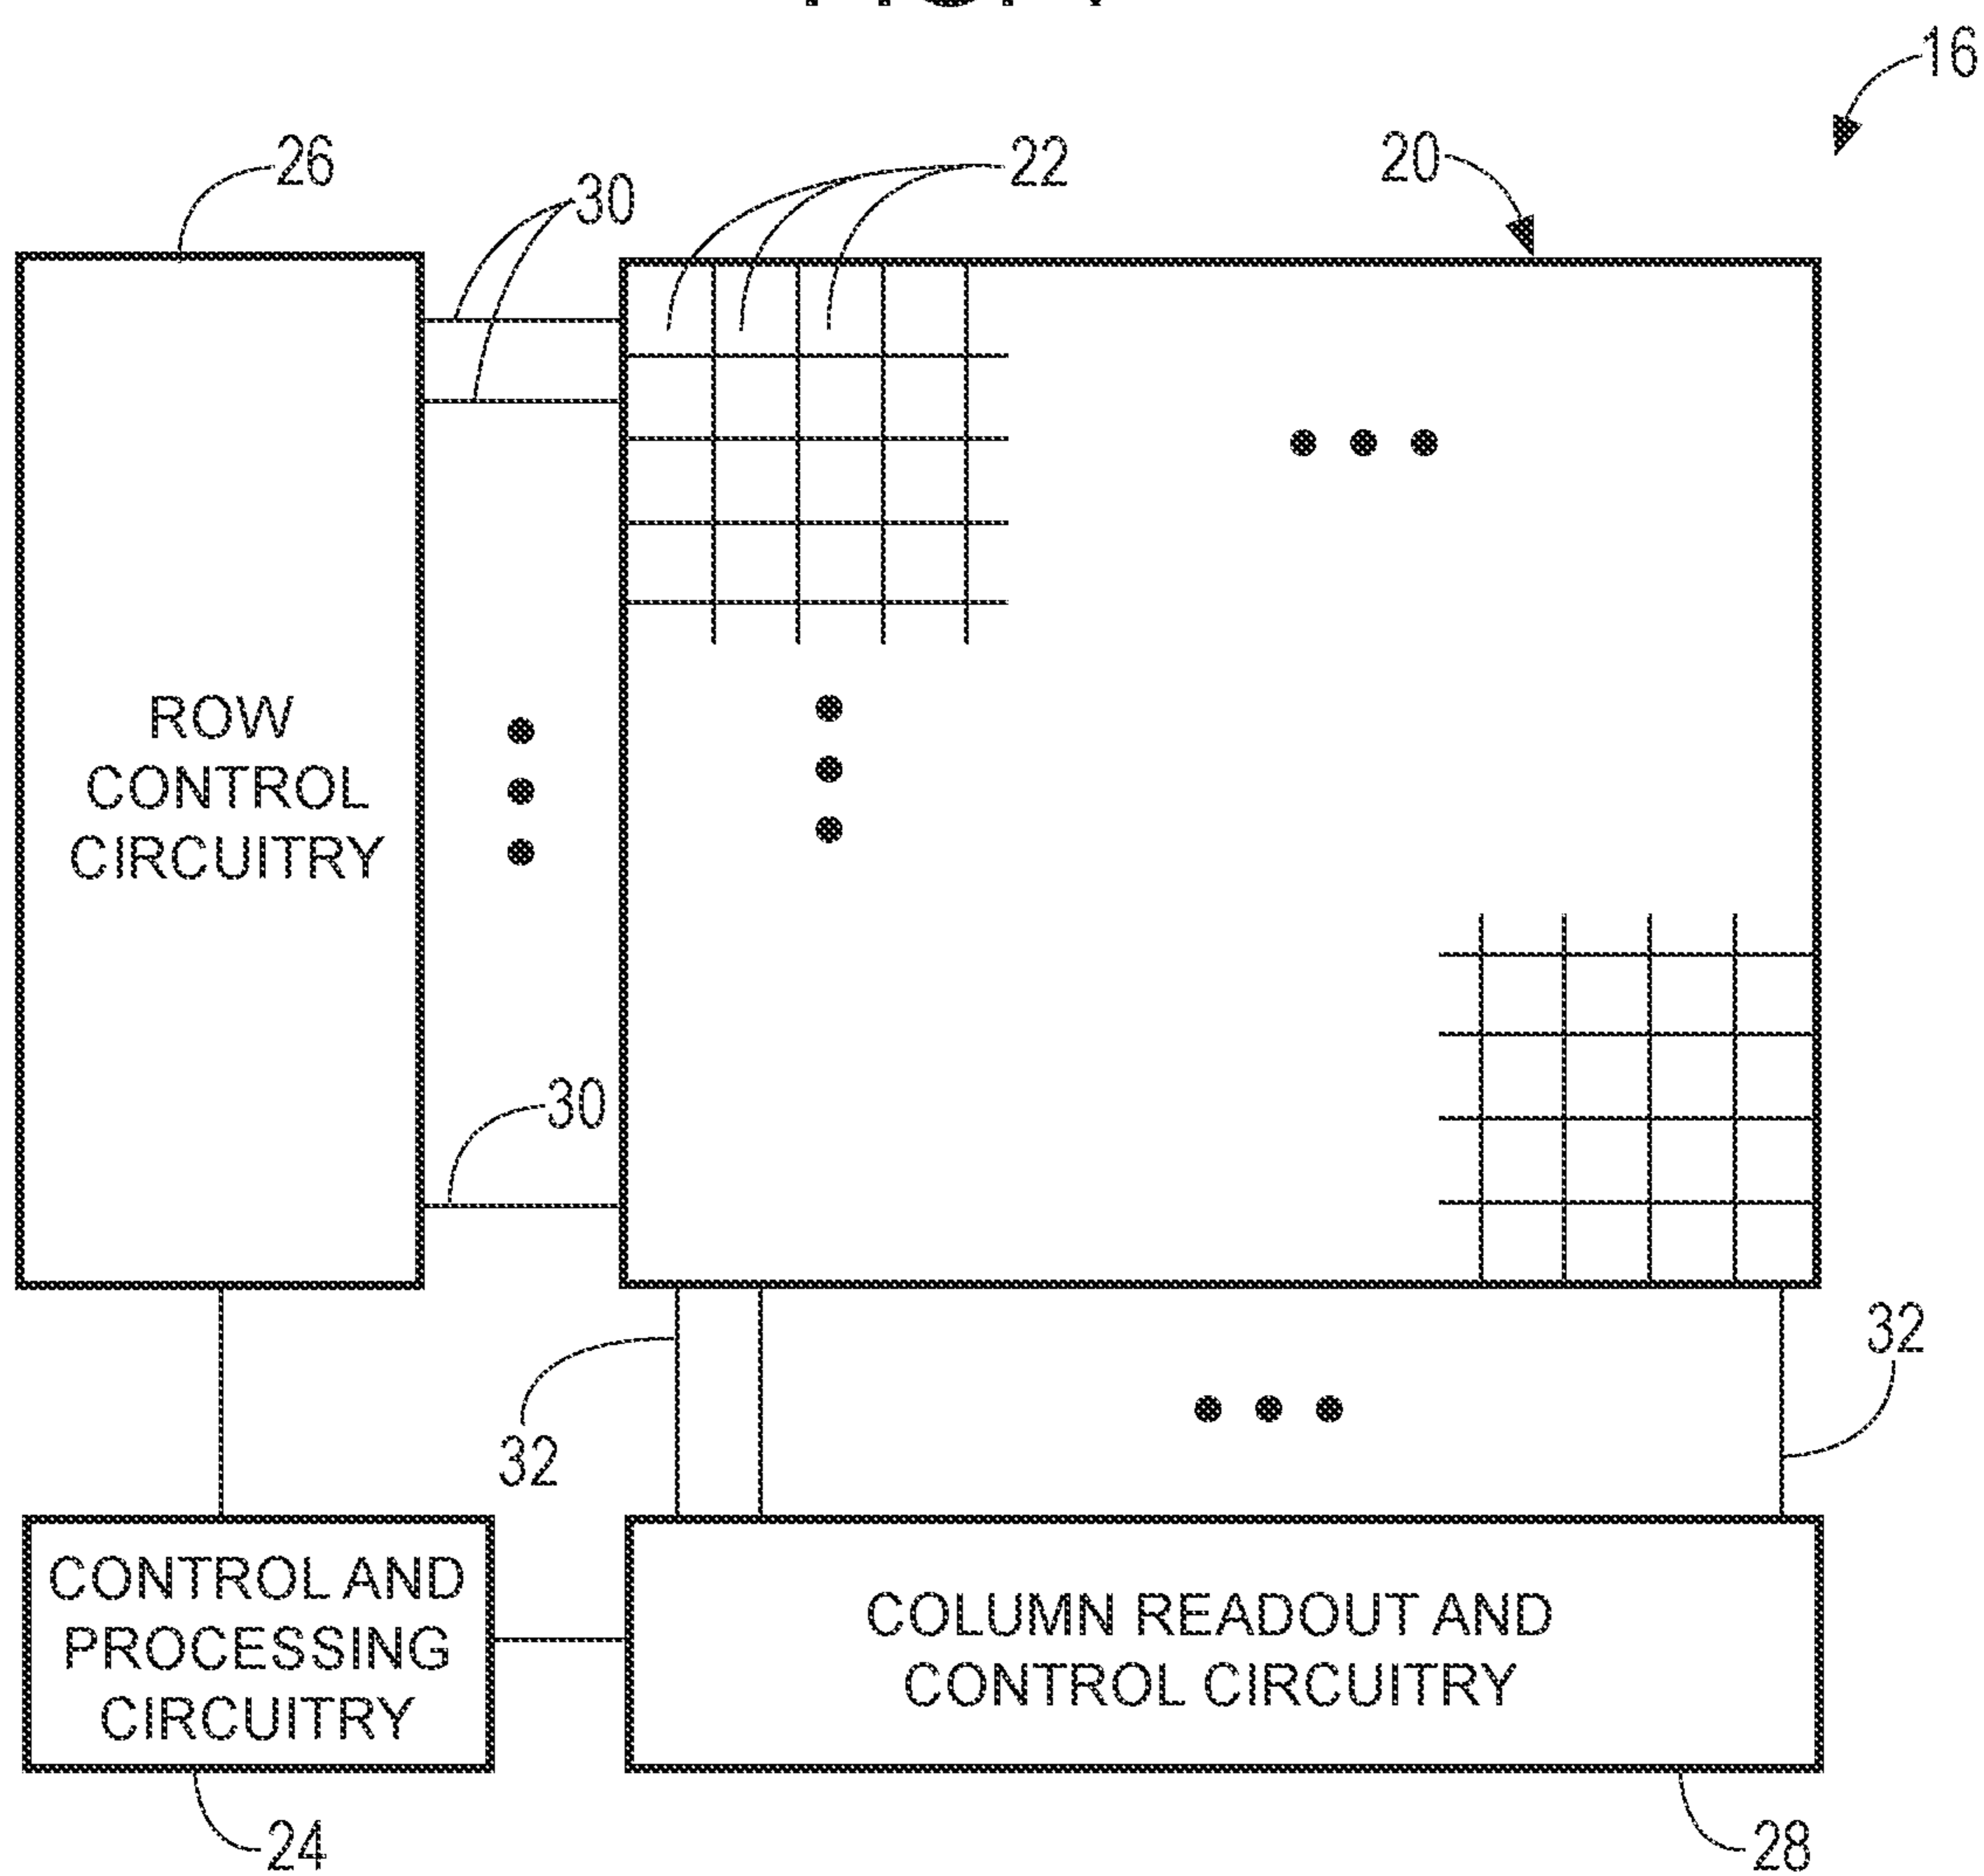 16
26
30
22
20
ROW
CONTROL
CIRCUITRY
30
32
32
CONTROL AND
PROCESSING
CIRCUITRY
COLUMN READOUT AND
CONTROL CIRCUITRY
24
28